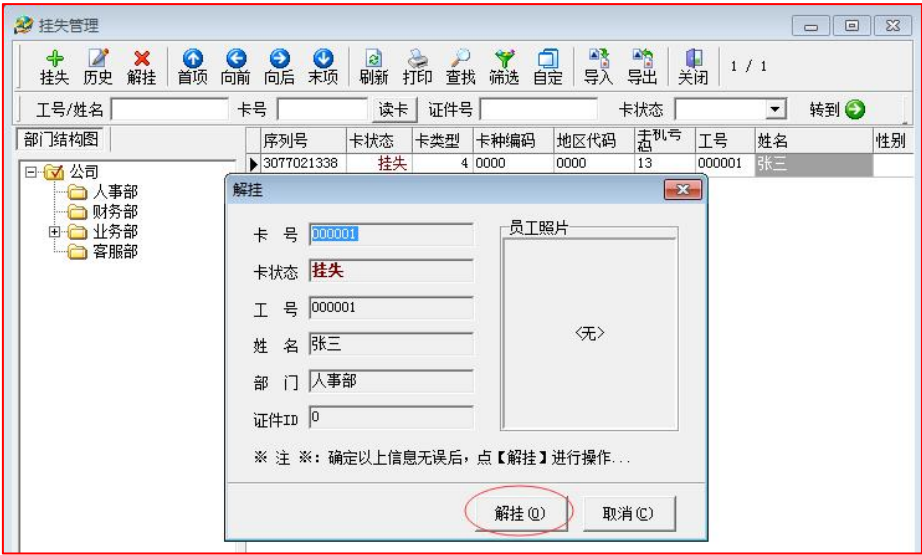 挂失管理
挂失 历史 解挂 首项 向前 向后 末项 刷新 打印 查找 筛选 自定 导入 导出 关闭 1 / 1
工号/姓名 卡号 读卡 证件号 卡状态 转到
部门结构图 序列号 卡状态 卡类型 卡种编码 地区代码 主机号 工号 姓名 性别
3077021338 挂失 4 0000 0000 13 000001 张三
公司
人事部
财务部
业务部
客服部
解挂
卡 号 000001
卡状态 挂失
工 号 000001
姓 名 张三
部 门 人事部
证件ID 0
员工照片
<无>
※ 注 ※: 确定以上信息无误后, 点【解挂】进行操作...
解挂(O) 取消(C)